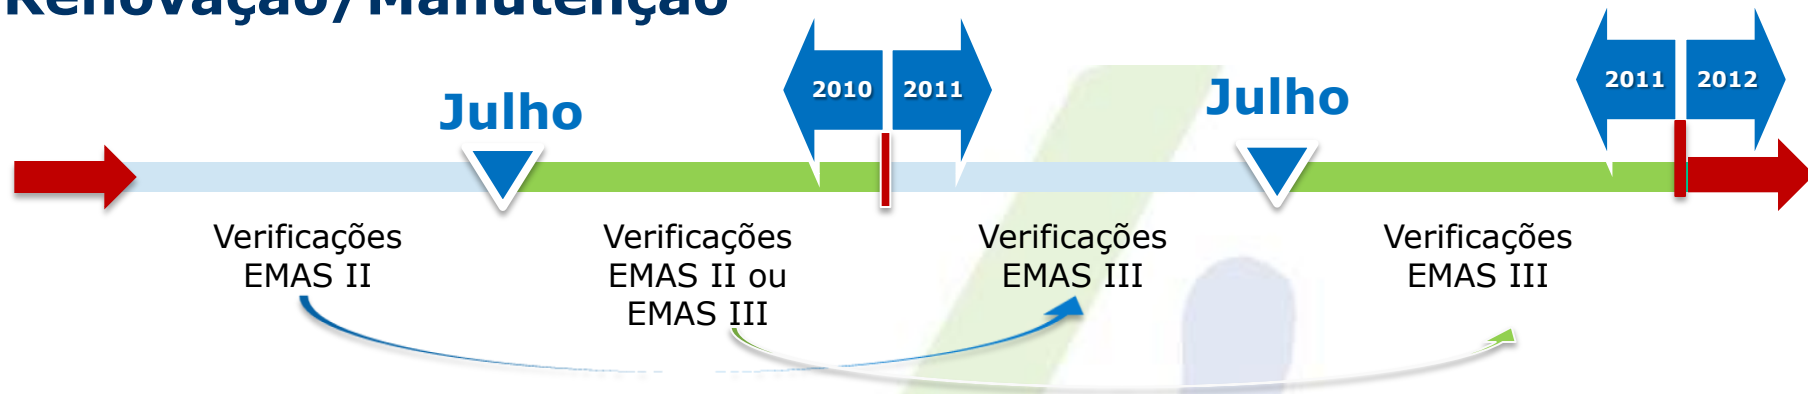 Renovação/Manutenção
2010 2011
2011 2012
Julho
Julho
Verificações
EMAS II
Verificações
EMAS II ou
EMAS III
Verificações
EMAS III
Verificações
EMAS III